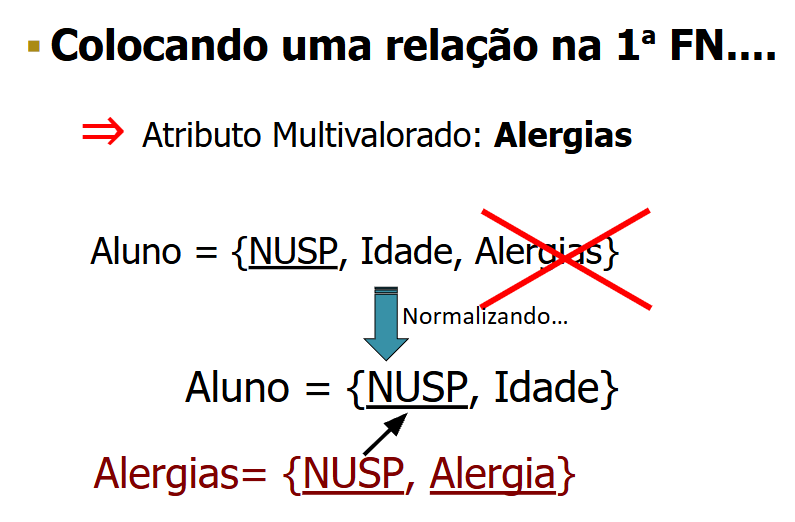 ▪ Colocando uma relação na 1ª FN....
⇒ Atributo Multivalorado: Alergias
Aluno = {NUSP, Idade, Alergias}
Normalizando...
Aluno = {NUSP, Idade}
Alergias= {NUSP, Alergia}